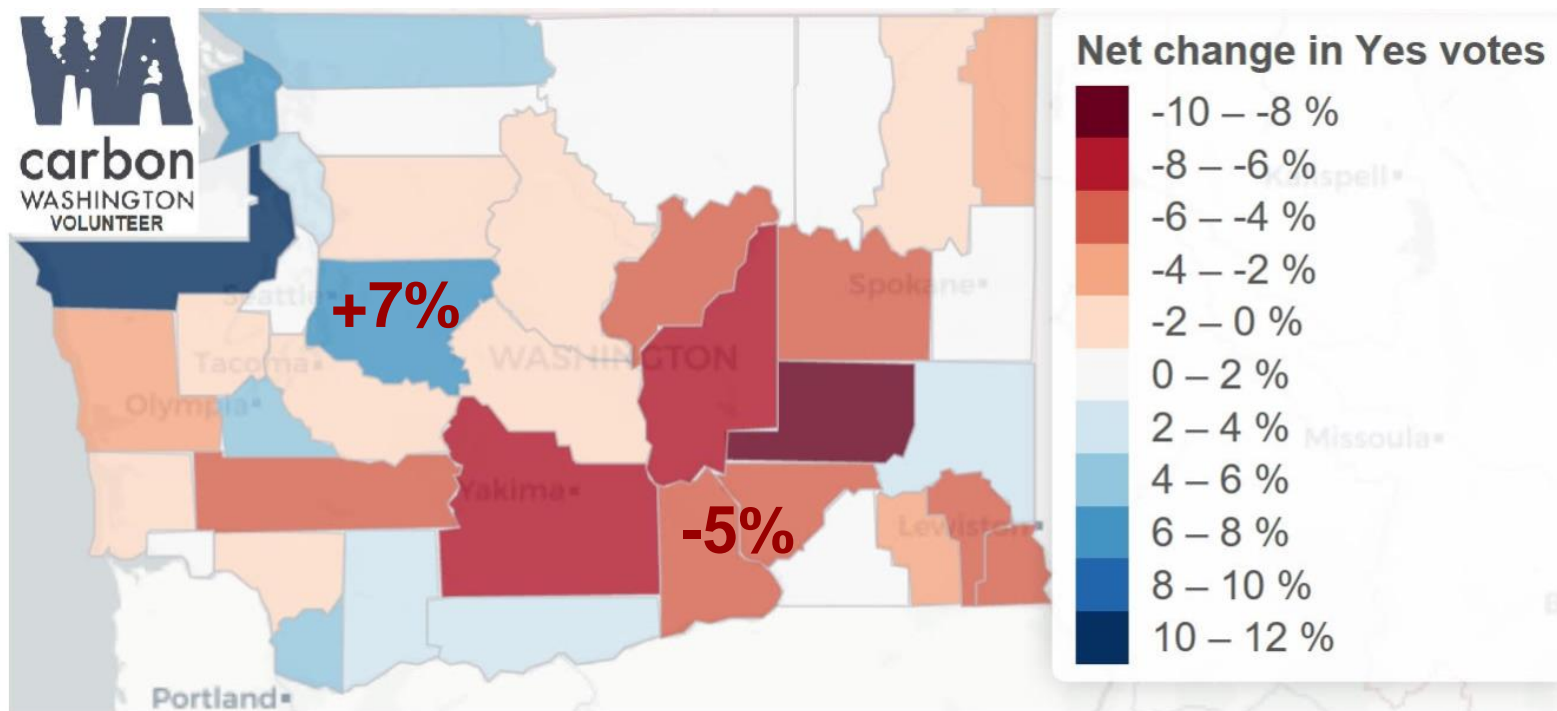 WA
carbon
WASHINGTON
VOLUNTEER
Net change in Yes votes
-10 – -8 %
-8 – -6 %
-6 – -4 %
-4 – -2 %
-2 – 0 %
0 – 2 %
2 – 4 %
4 – 6 %
6 – 8 %
8 – 10 %
10 – 12 %
Kalispell
Spokane
Seattle
+7%
Tacoma
WASHINGTON
Olympia
Missoula
Yakima
-5%
Lewiston
Portland